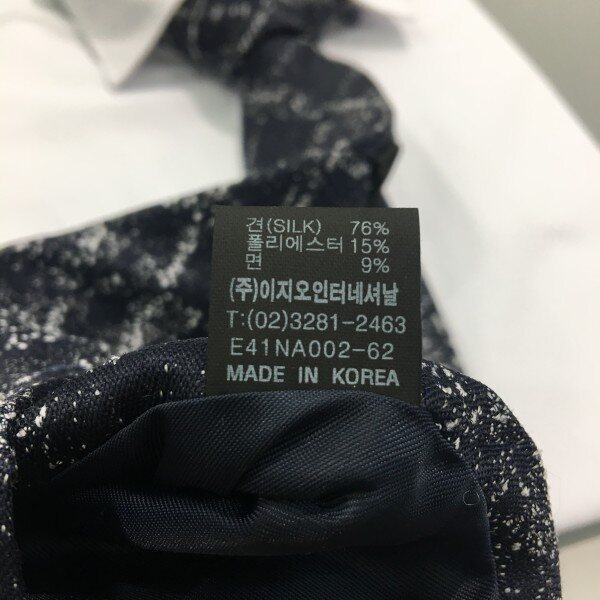 견(SILK) 76%
폴리에스터 15%
면 9%
(주)이지오인터네셔날
T:(02)3281-2463
E41NA002-62
MADE IN KOREA